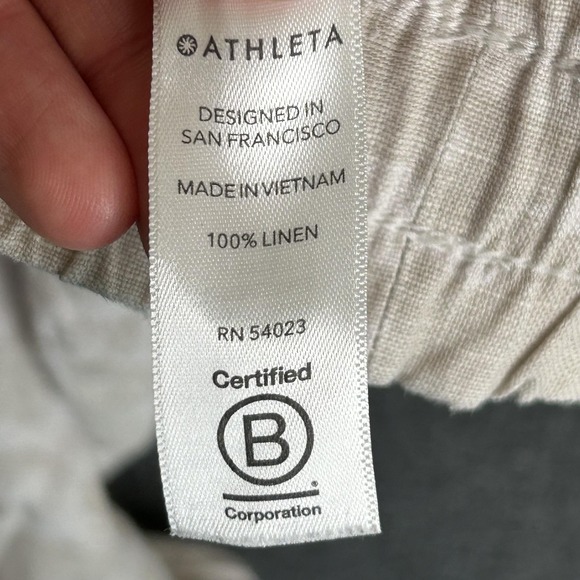 ATHLETA
DESIGNED IN
SAN FRANCISCO
MADE IN VIETNAM
100% LINEN
RN 54023
Certified
B
®
Corporation